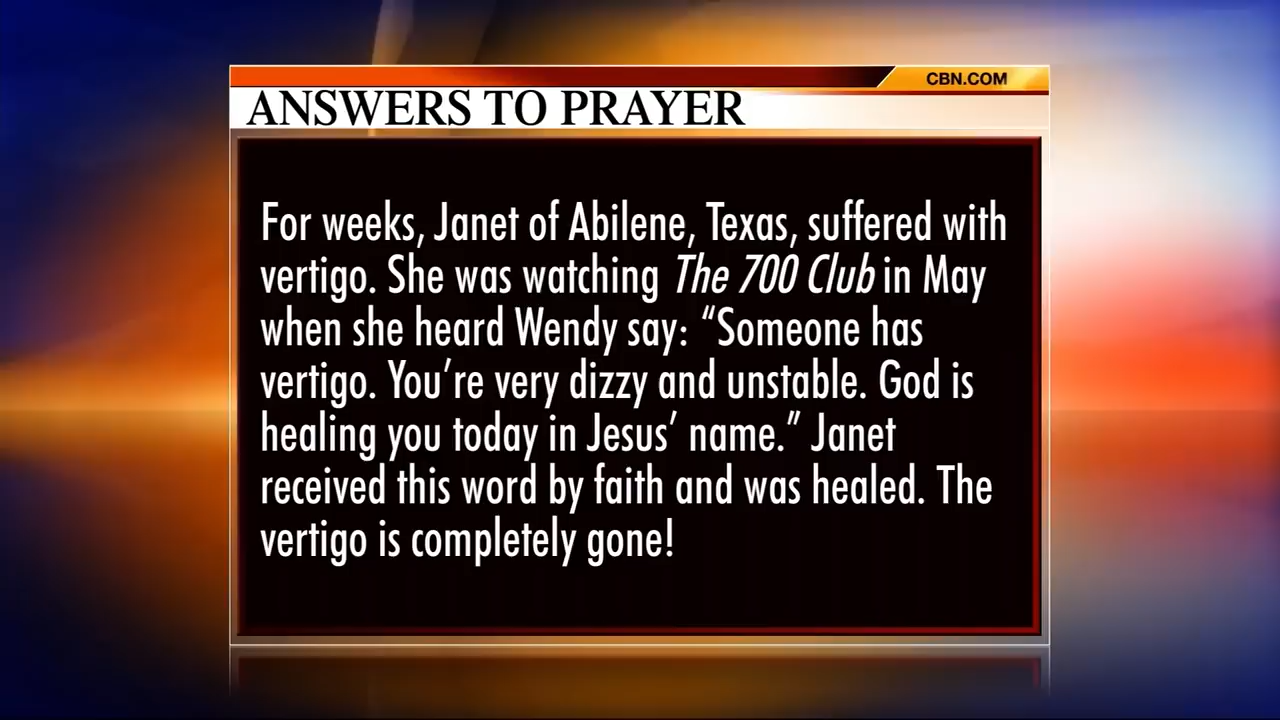 CBN.COM
ANSWERS TO PRAYER
For weeks, Janet of Abilene, Texas, suffered with
vertigo. She was watching The 700 Club in May
when she heard Wendy say: “Someone has
vertigo. You’re very dizzy and unstable. God is
healing you today in Jesus’ name.” Janet
received this word by faith and was healed. The
vertigo is completely gone!